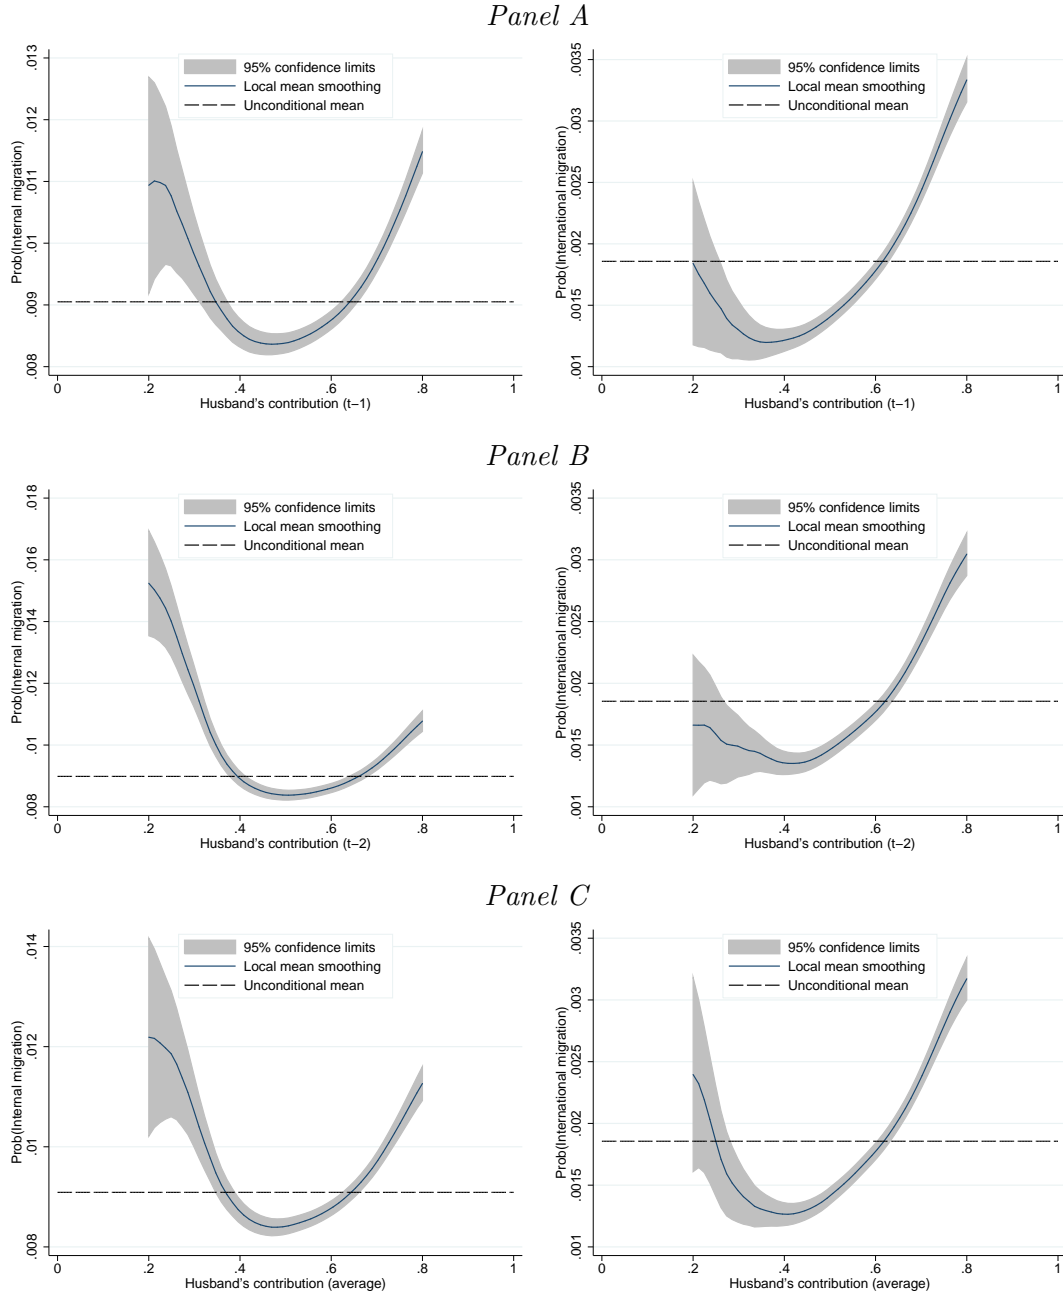 Panel A
Prob(Internal migration)
.013
.012
.011
.01
.009
.008
95% confidence limits
Local mean smoothing
Unconditional mean
0 .2 .4 .6 .8 1
Husband's contribution (t−1)
Prob(International migration)
.0035
.003
.0025
.002
.0015
.001
95% confidence limits
Local mean smoothing
Unconditional mean
0 .2 .4 .6 .8 1
Husband's contribution (t−1)
Panel B
Prob(Internal migration)
.018
.016
.014
.012
.01
.008
95% confidence limits
Local mean smoothing
Unconditional mean
0 .2 .4 .6 .8 1
Husband's contribution (t−2)
Prob(International migration)
.0035
.003
.0025
.002
.0015
.001
95% confidence limits
Local mean smoothing
Unconditional mean
0 .2 .4 .6 .8 1
Husband's contribution (t−2)
Panel C
Prob(Internal migration)
.014
.012
.01
.008
95% confidence limits
Local mean smoothing
Unconditional mean
0 .2 .4 .6 .8 1
Husband's contribution (average)
Prob(International migration)
.0035
.003
.0025
.002
.0015
.001
95% confidence limits
Local mean smoothing
Unconditional mean
0 .2 .4 .6 .8 1
Husband's contribution (average)